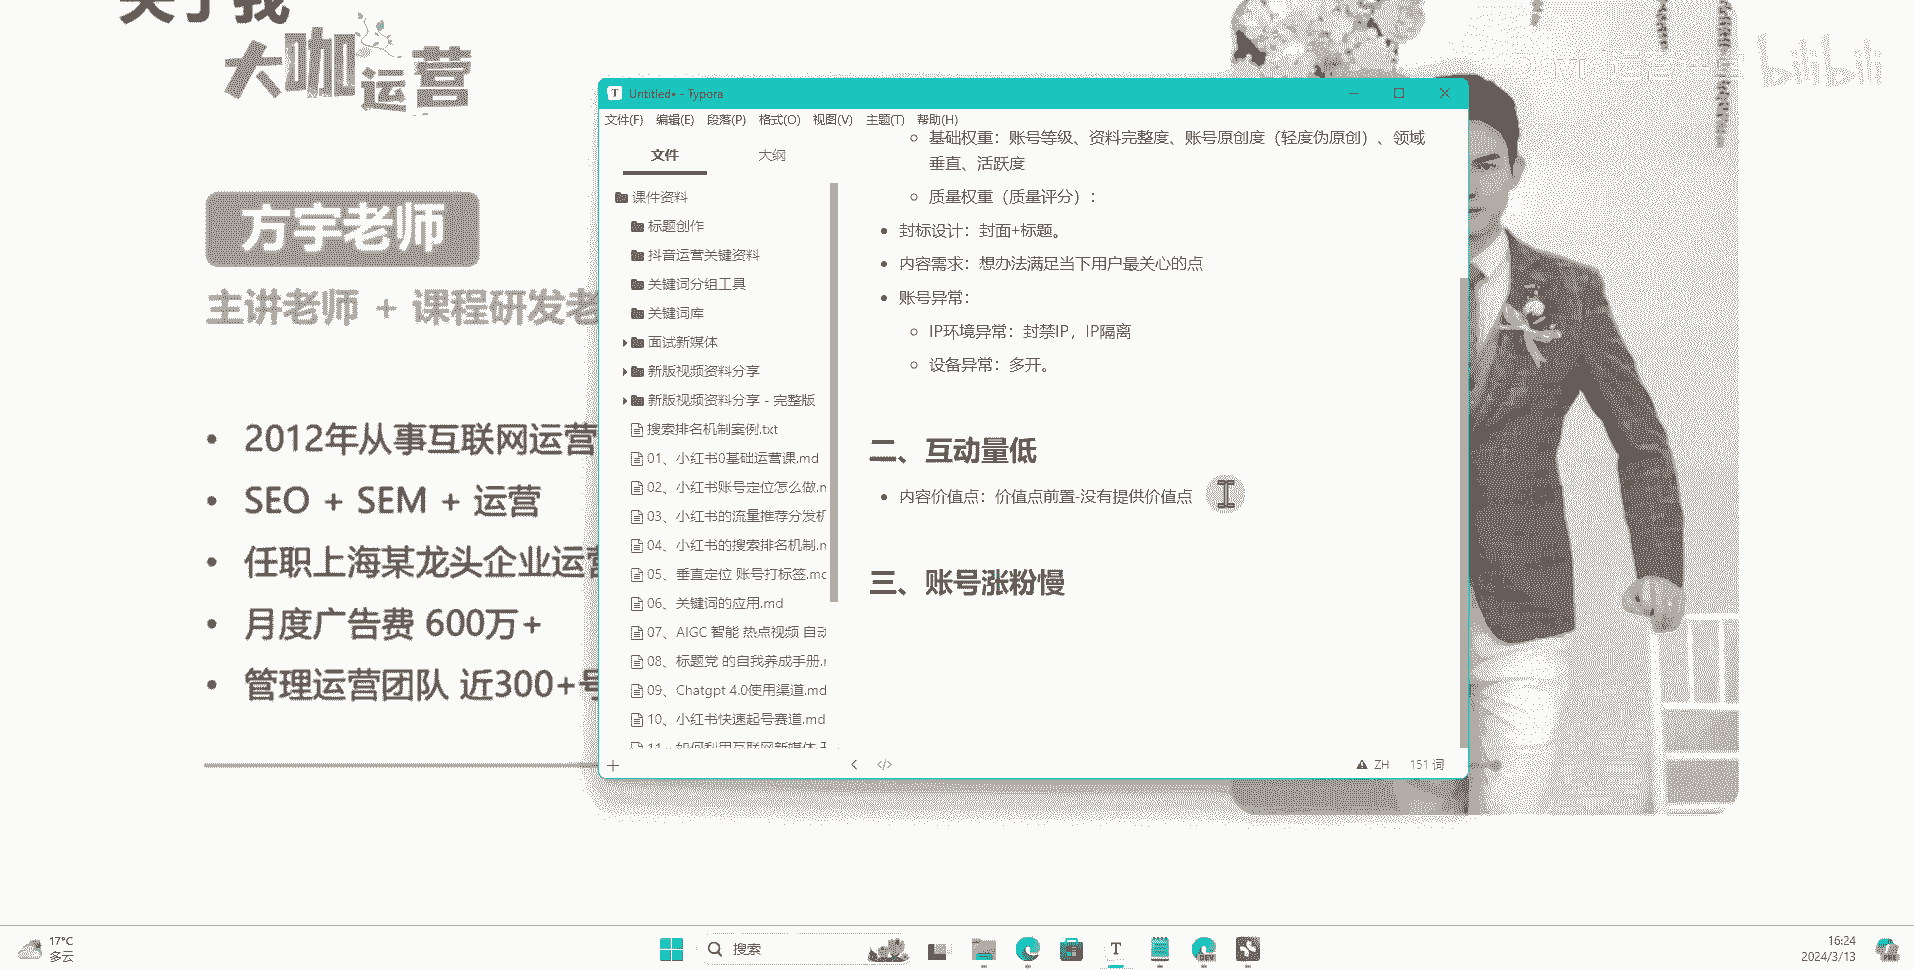 关于我
大咖运营
bilibili
方宇老师
主讲老师 + 课程研发老
2012年从事互联网运营
SEO + SEM + 运营
任职上海某龙头企业运营
月度广告费 600万+
管理运营团队 近300+号
Untitled• - Typora
文件(F) 编辑(E) 段落(P) 格式(O) 视图(V) 主题(T) 帮助(H)
文件 大纲
课件资料
标题创作
抖音运营关键资料
关键词分组工具
关键词库
面试新媒体
新版视频资料分享
新版视频资料分享 - 完整版
搜索排名机制案例.txt
01、小红书0基础运营课.md
02、小红书账号定位怎么做.m
03、小红书的流量推荐分发机
04、小红书的搜索排名机制.m
05、垂直定位 账号打标签.md
06、关键词的应用.md
07、AIGC 智能 热点视频 自动
08、标题党 的自我养成手册.m
09、Chatgpt 4.0使用渠道.md
10、小红书快速起号赛道.md
11、如何利用互联网新媒体
基础权重：账号等级、资料完整度、账号原创度（轻度伪原创）、领域
垂直、活跃度
质量权重（质量评分）：
封标设计：封面+标题。
内容需求：想办法满足当下用户最关心的点
账号异常：
IP环境异常：封禁IP，IP隔离
设备异常：多开。
二、互动量低
内容价值点：价值点前置-没有提供价值点
三、账号涨粉慢
ZH 151 词
17°C
多云
搜索
16:24
2024/3/13